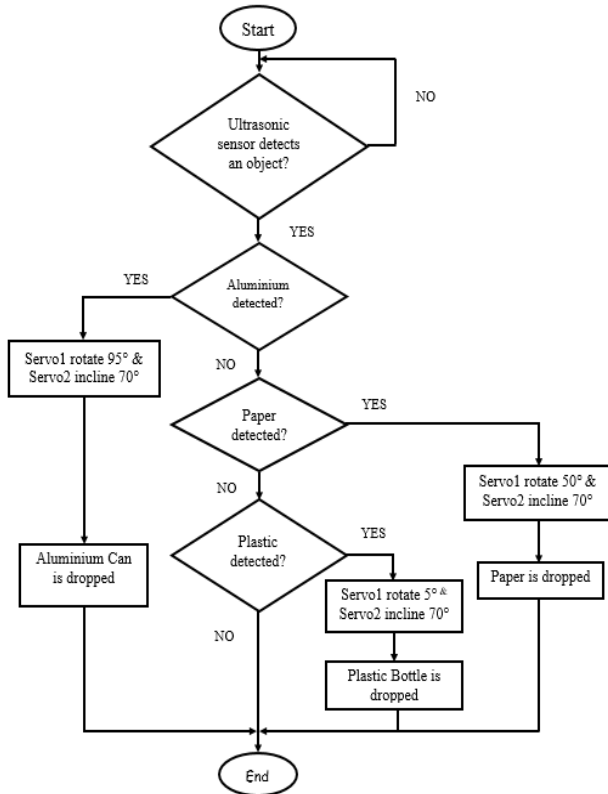 Start
NO
Ultrasonic
sensor detects
an object?
YES
YES
Aluminium
detected?
Servo1 rotate 95° &
Servo2 incline 70°
NO
Paper
detected?
YES
Servo1 rotate 50° &
Servo2 incline 70°
NO
Plastic
detected?
YES
Aluminium Can
is dropped
Paper is dropped
Servo1 rotate 5° &
Servo2 incline 70°
NO
Plastic Bottle is
dropped
End